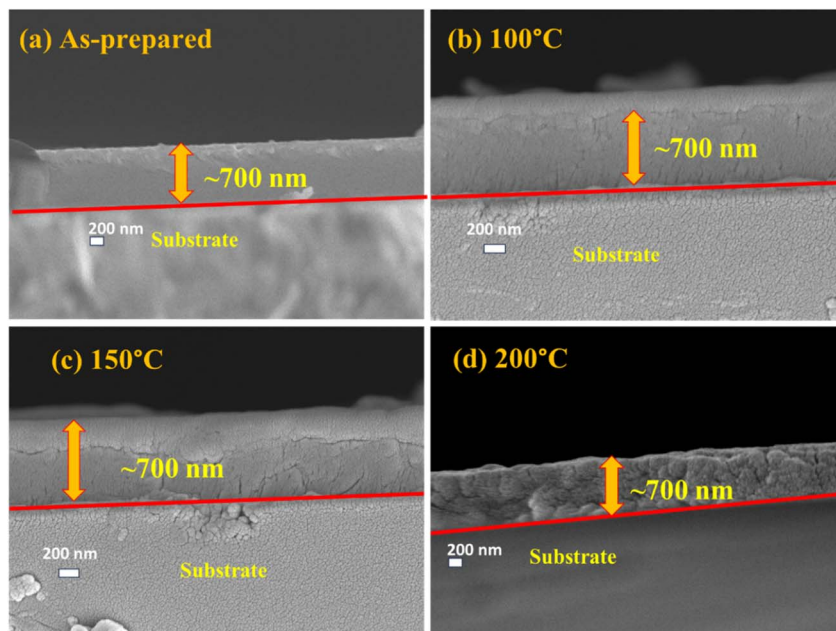 (a) As-prepared
~700 nm
200 nm
Substrate
(b) 100°C
~700 nm
200 nm
Substrate
(c) 150°C
~700 nm
200 nm
Substrate
(d) 200°C
~700 nm
200 nm
Substrate